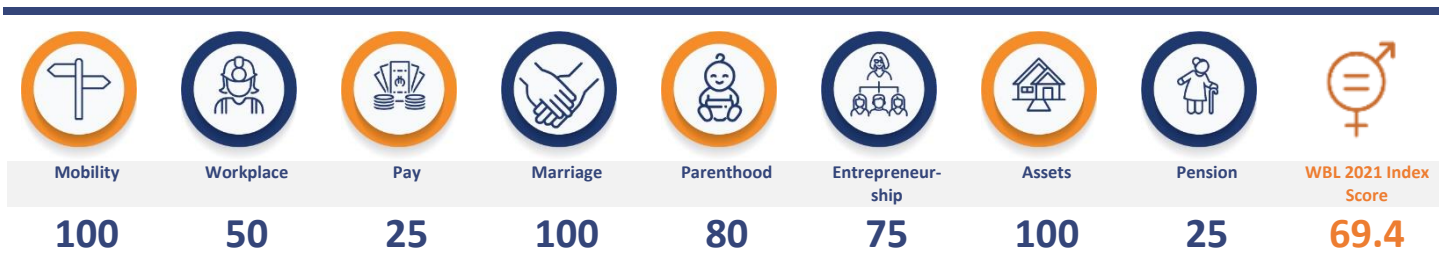 Mobility
Workplace
Pay
Marriage
Parenthood
Entrepreneur-
ship
Assets
Pension
WBL 2021 Index
Score
100
50
25
100
80
75
100
25
69.4